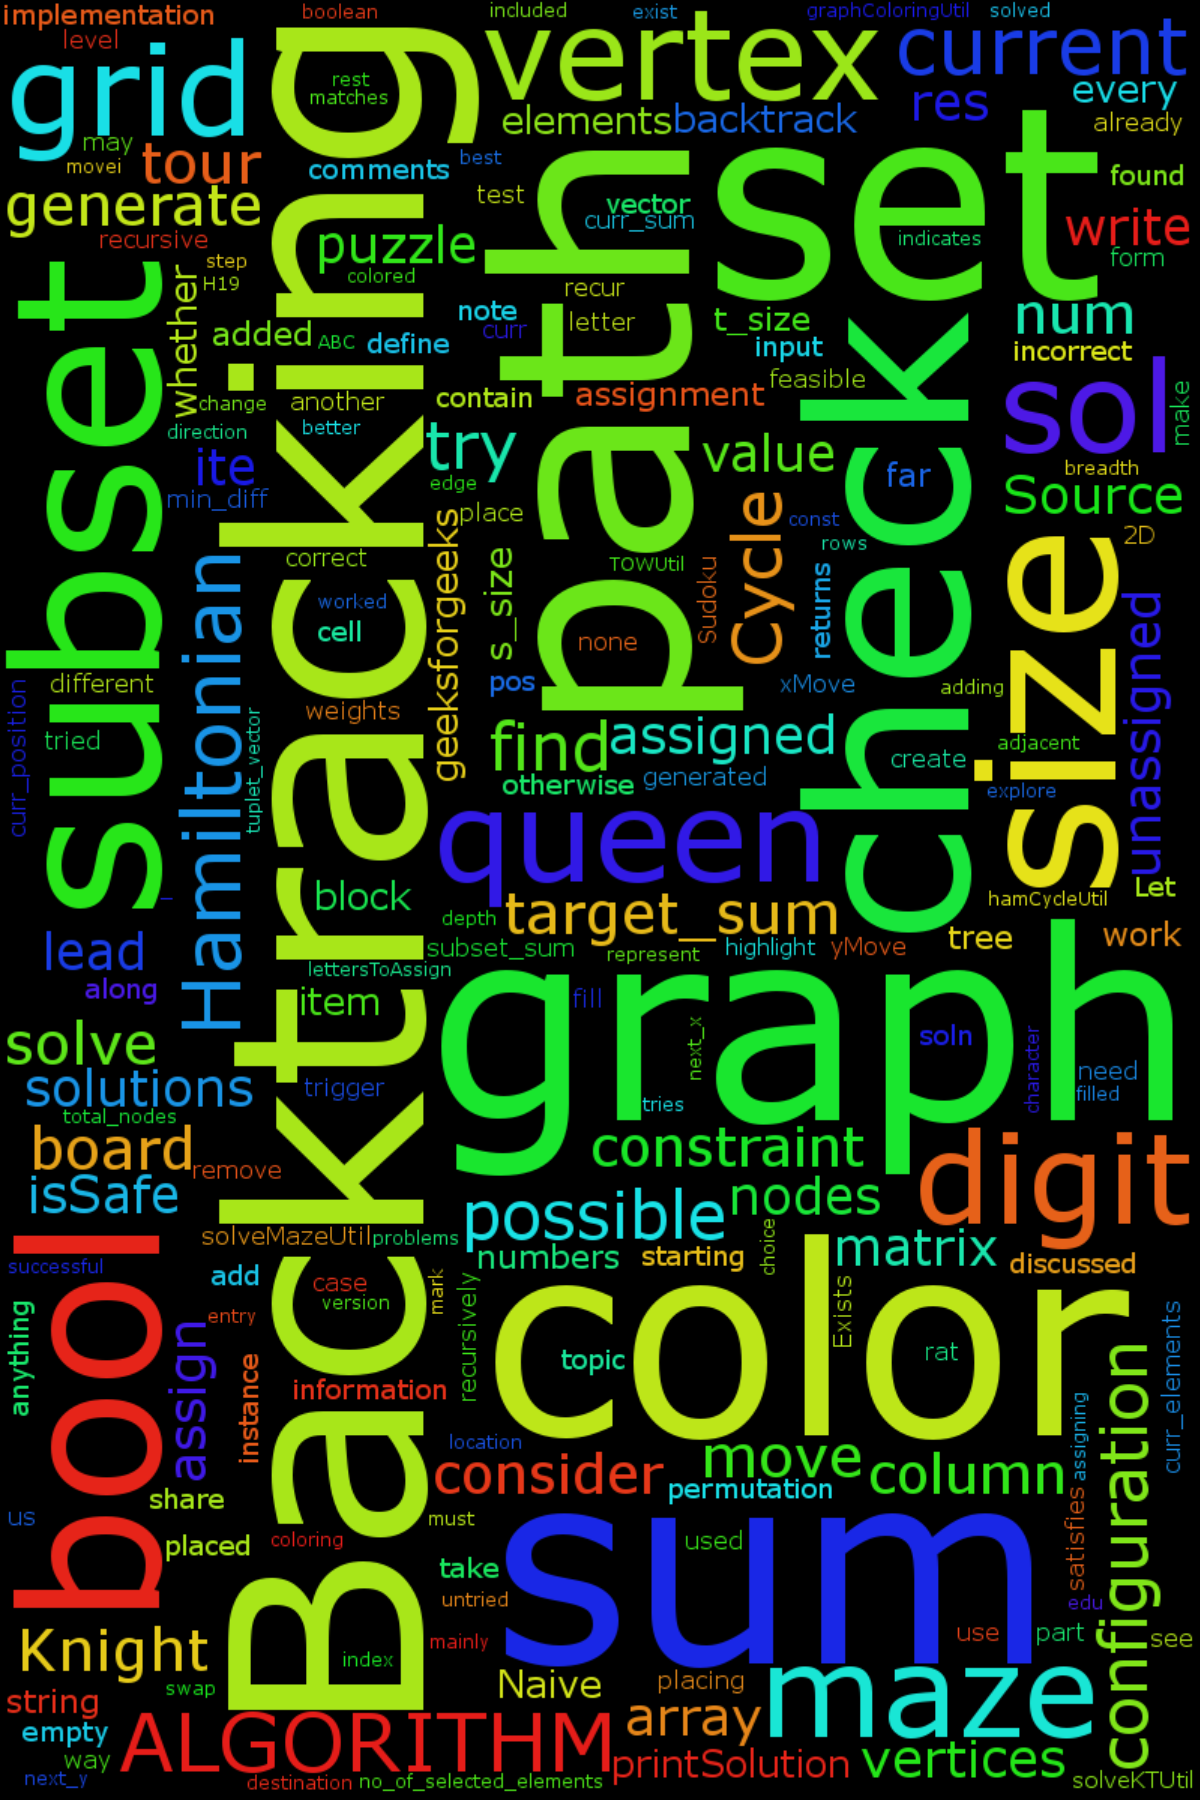 implementation
boolean
included
exist
graphColoringUtil
solved
level
grid
vertex
current
rest
matches
every
res
elements
backtrack
already
may
movei
tour
comments
best
found
generate
test
vector
curr_sum
set
write
recursive
puzzle
indicates
form
step
H19
colored
recur
whether
note
curr
letter
t_size
num
added
ABC
define
input
incorrect
path
assignment
feasible
sol
make
change
another
contain
direction
better
try
value
subset
ite
min_diff
edge
far
breadth
Source
place
const
correct
geeksforgeeks
s_size
TOWUtil
Sudoku
Cycle
rows
returns
check
2D
size
worked
cell
none
Hamiltonian
different
pos
xMove
adding
unassigned
curr_position
tried
tuplet_vector
weights
find
assigned
create
adjacent
otherwise
generated
explore
queen
block
depth
target_sum
hamCycleUtil
Let
_
lead
subset_sum
represent
highlight
yMove
tree
work
along
lettersToAssign
item
fill
graph
soln
next_x
character
solve
need
filled
solutions
trigger
tries
total_nodes
board
constraint
remove
digit
isSafe
possible
nodes
solveMazeUtil
problems
numbers
starting
choice
matrix
discussed
successful
add
case
version
mark
entry
recursively
color
Exists
anything
bool
assign
instance
information
topic
rat
curr_elements
location
configuration
assigning
consider
move
column
share
permutation
us
placed
coloring
must
sum
used
satisfies
take
untried
edu
Knight
Backtracking
index
mainly
use
part
see
swap
Naive
placing
maze
string
array
empty
ALGORITHM
way
printSolution
vertices
next_y
destination
no_of_selected_elements
solveKTUtil